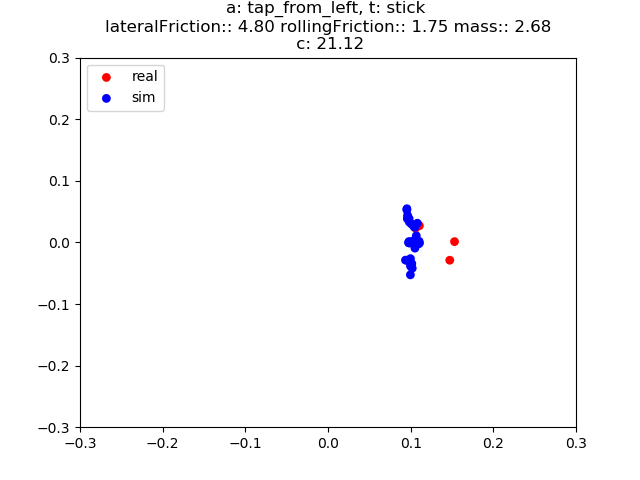 a: tap_from_left, t: stick
lateralFriction:: 4.80 rollingFriction:: 1.75 mass:: 2.68
c: 21.12
real
sim
0.3
0.2
0.1
0.0
−0.1
−0.2
−0.3
−0.3
−0.2
−0.1
0.0
0.1
0.2
0.3